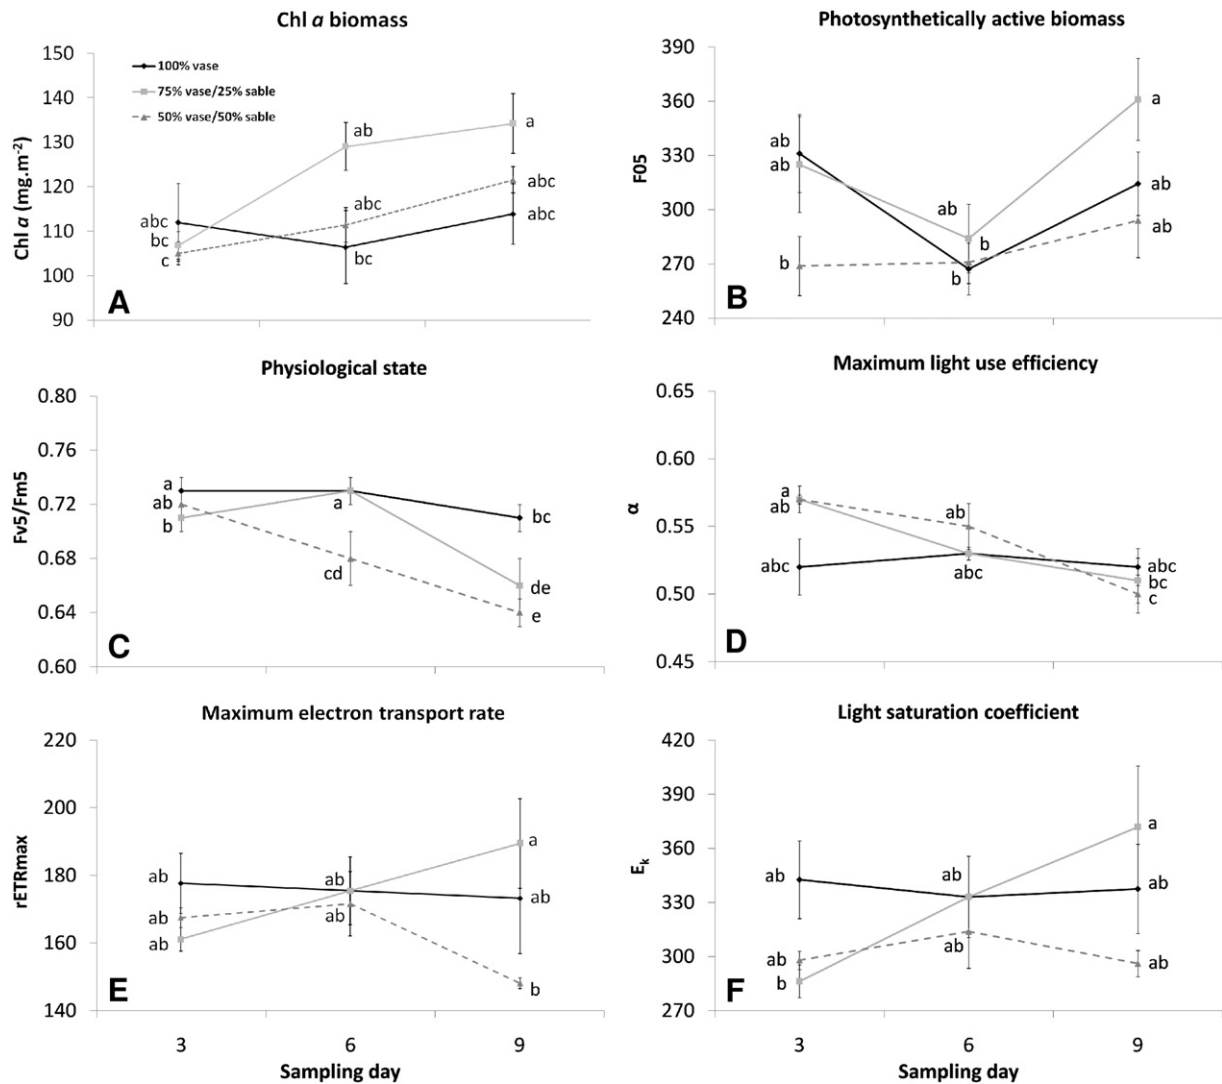 Chl a biomass
150
140
130
120
110
100
90
Chl a (mg.m-2)
100% vase
75% vase/25% sable
50% vase/50% sable
abc
bc
c
ab
abc
bc
a
abc
abc
A
Photosynthetically active biomass
390
360
330
300
270
240
F05
ab
ab
b
ab
b
b
a
ab
ab
B
Physiological state
0.80
0.76
0.72
0.68
0.64
0.60
Fv5/Fm5
a
ab
b
a
cd
bc
de
e
C
Maximum light use efficiency
0.65
0.60
0.55
0.50
0.45
α
a
ab
abc
ab
abc
abc
bc
c
D
Maximum electron transport rate
220
200
180
160
140
rETRmax
ab
ab
ab
ab
ab
a
ab
b
E
3
6
9
Sampling day
Light saturation coefficient
420
390
360
330
300
270
Ek
ab
ab
b
ab
ab
a
ab
ab
F
3
6
9
Sampling day